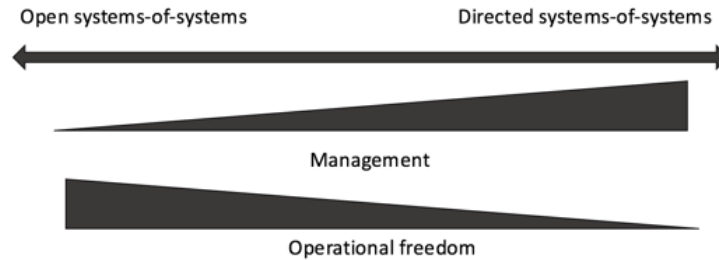 Open systems-of-systems
Directed systems-of-systems
Management
Operational freedom